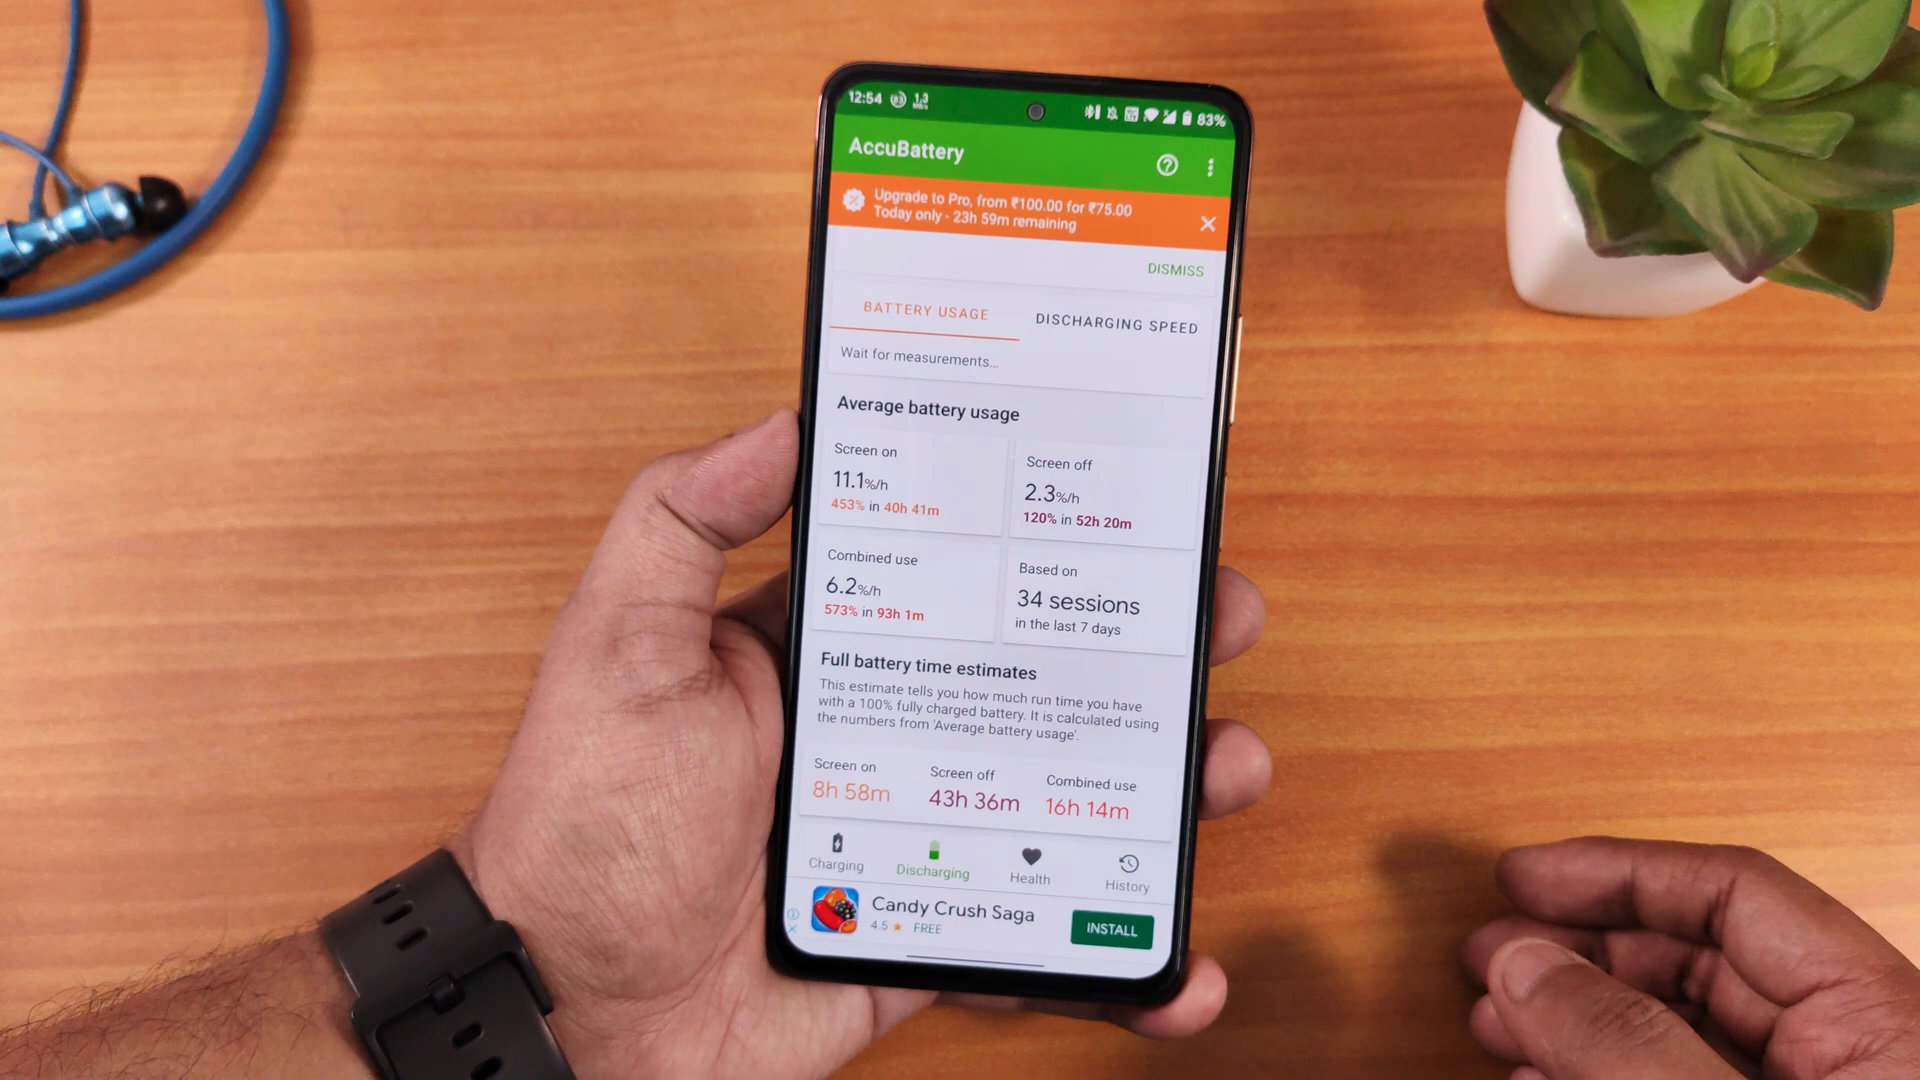 12:54 83 1.3 83%
AccuBattery
Upgrade to Pro, from ₹100.00 for ₹75.00
Today only - 23h 59m remaining
DISMISS
BATTERY USAGE DISCHARGING SPEED
Wait for measurements...
Average battery usage
Screen on
11.1%/h
453% in 40h 41m
Screen off
2.3%/h
120% in 52h 20m
Combined use
6.2%/h
573% in 93h 1m
Based on
34 sessions
in the last 7 days
Full battery time estimates
This estimate tells you how much run time you have
with a 100% fully charged battery. It is calculated using
the numbers from 'Average battery usage'.
Screen on
8h 58m
Screen off
43h 36m
Combined use
16h 14m
Charging Discharging Health History
Candy Crush Saga
4.5 ★ FREE
INSTALL